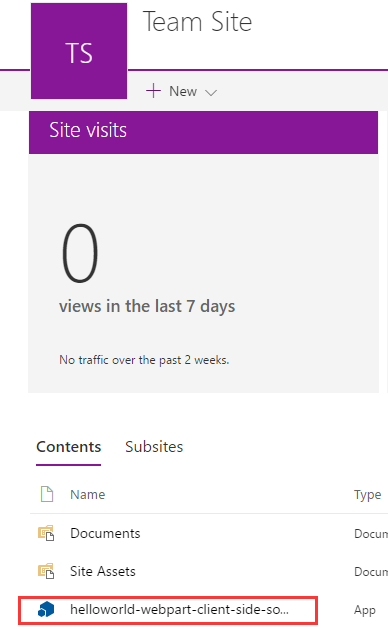 Team Site
TS
+ New
Site visits
0
views in the last 7 days
No traffic over the past 2 weeks.
Contents Subsites
Name Type
Documents Docum
Site Assets Docum
helloworld-webpart-client-side-so... App